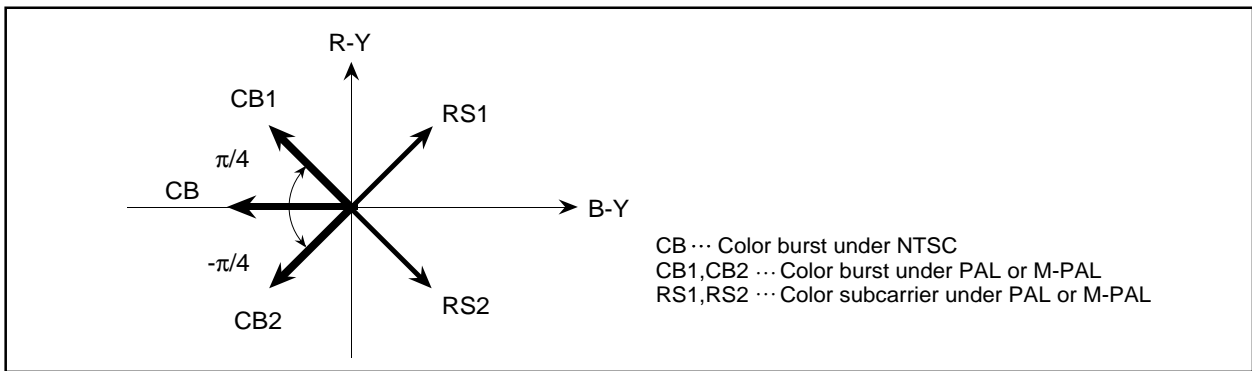 R-Y
CB1
RS1
π/4
CB
B-Y
-π/4
CB2
RS2
CB ··· Color burst under NTSC
CB1,CB2 ··· Color burst under PAL or M-PAL
RS1,RS2 ··· Color subcarrier under PAL or M-PAL